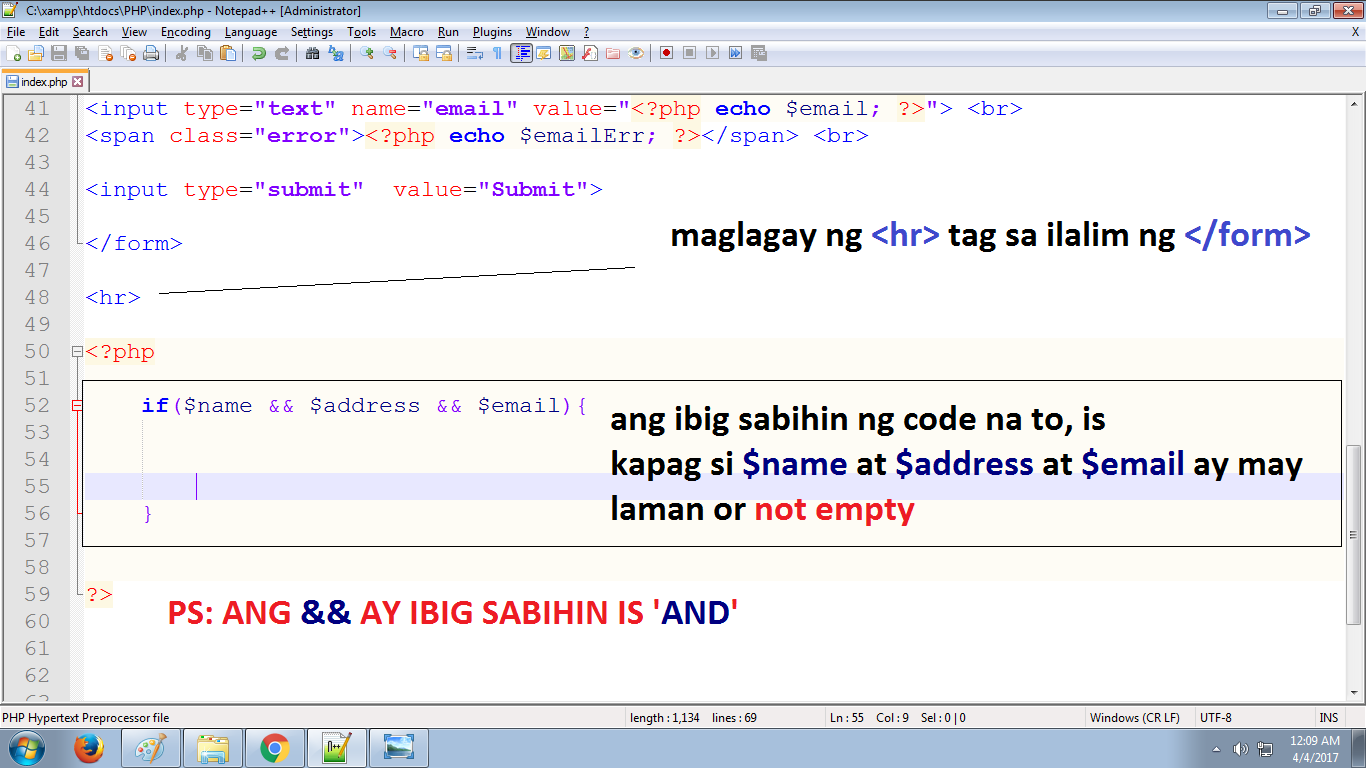 C:\xampp\htdocs\PHP\index.php - Notepad++ [Administrator]
File Edit Search View Encoding Language Settings Tools Macro Run Plugins Window ? X
index.php
41 <input type="text" name="email" value="<?php echo $email; ?>"> <br>
42 <span class="error"><?php echo $emailErr; ?></span> <br>
43
44 <input type="submit"  value="Submit">
45
maglagay ng <hr> tag sa ilalim ng </form>
46 </form>
47
48 <hr>
49
50 <?php
51
52 if($name && $address && $email){
ang ibig sabihin ng code na to, is
53
54
kapag si $name at $address at $email ay may
55
laman or not empty
56 }
57
58
59 ?>
PS: ANG && AY IBIG SABIHIN IS 'AND'
60
61
62
63
PHP Hypertext Preprocessor file length : 1,134 lines : 69 Ln : 55 Col : 9 Sel : 0 | 0 Windows (CR LF) UTF-8 INS
12:09 AM
4/4/2017